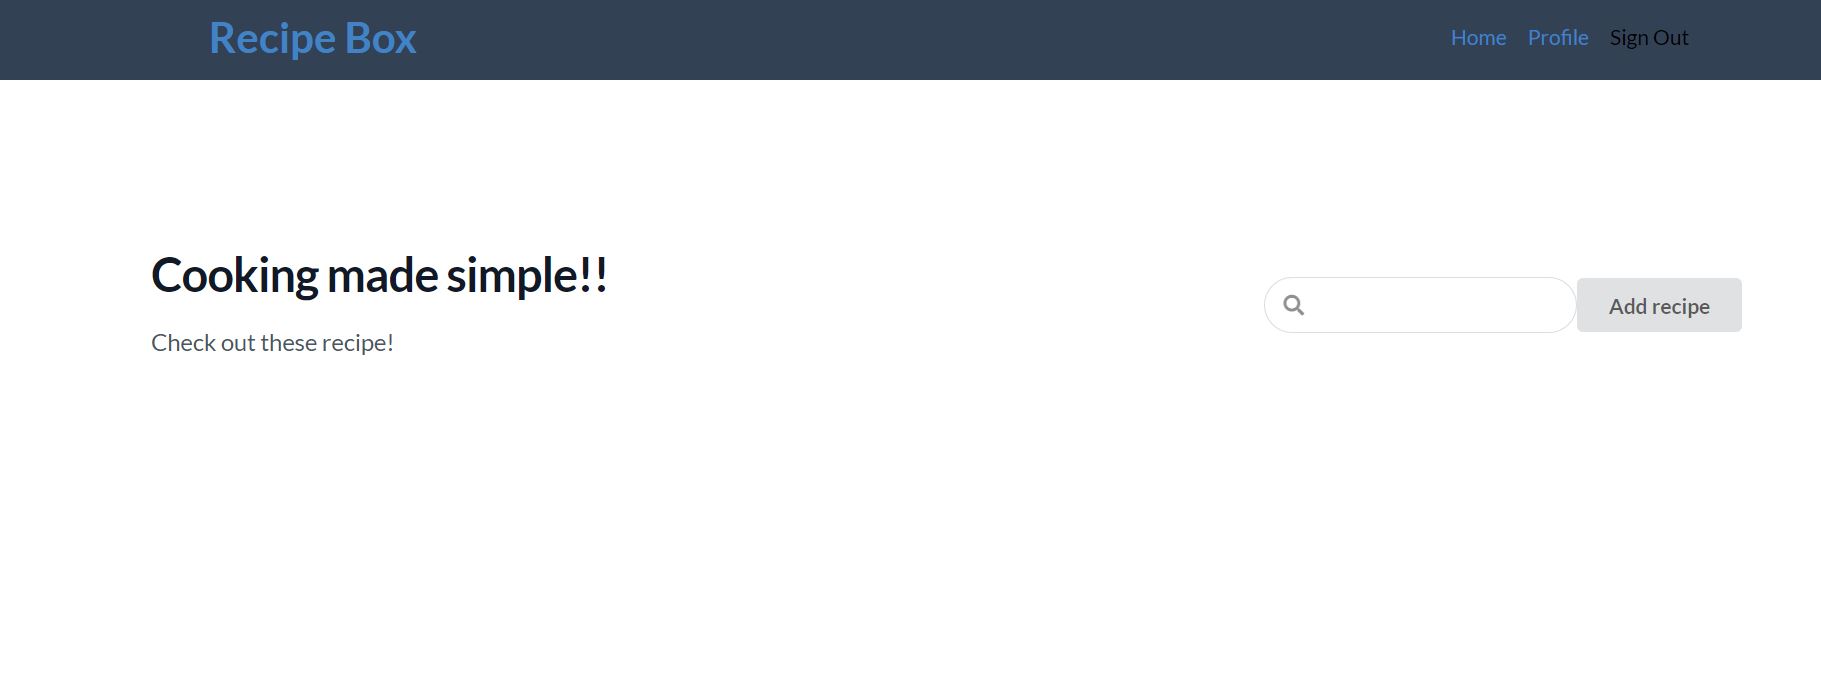 Recipe Box
Home Profile Sign Out
Cooking made simple!!
Add recipe
Check out these recipe!